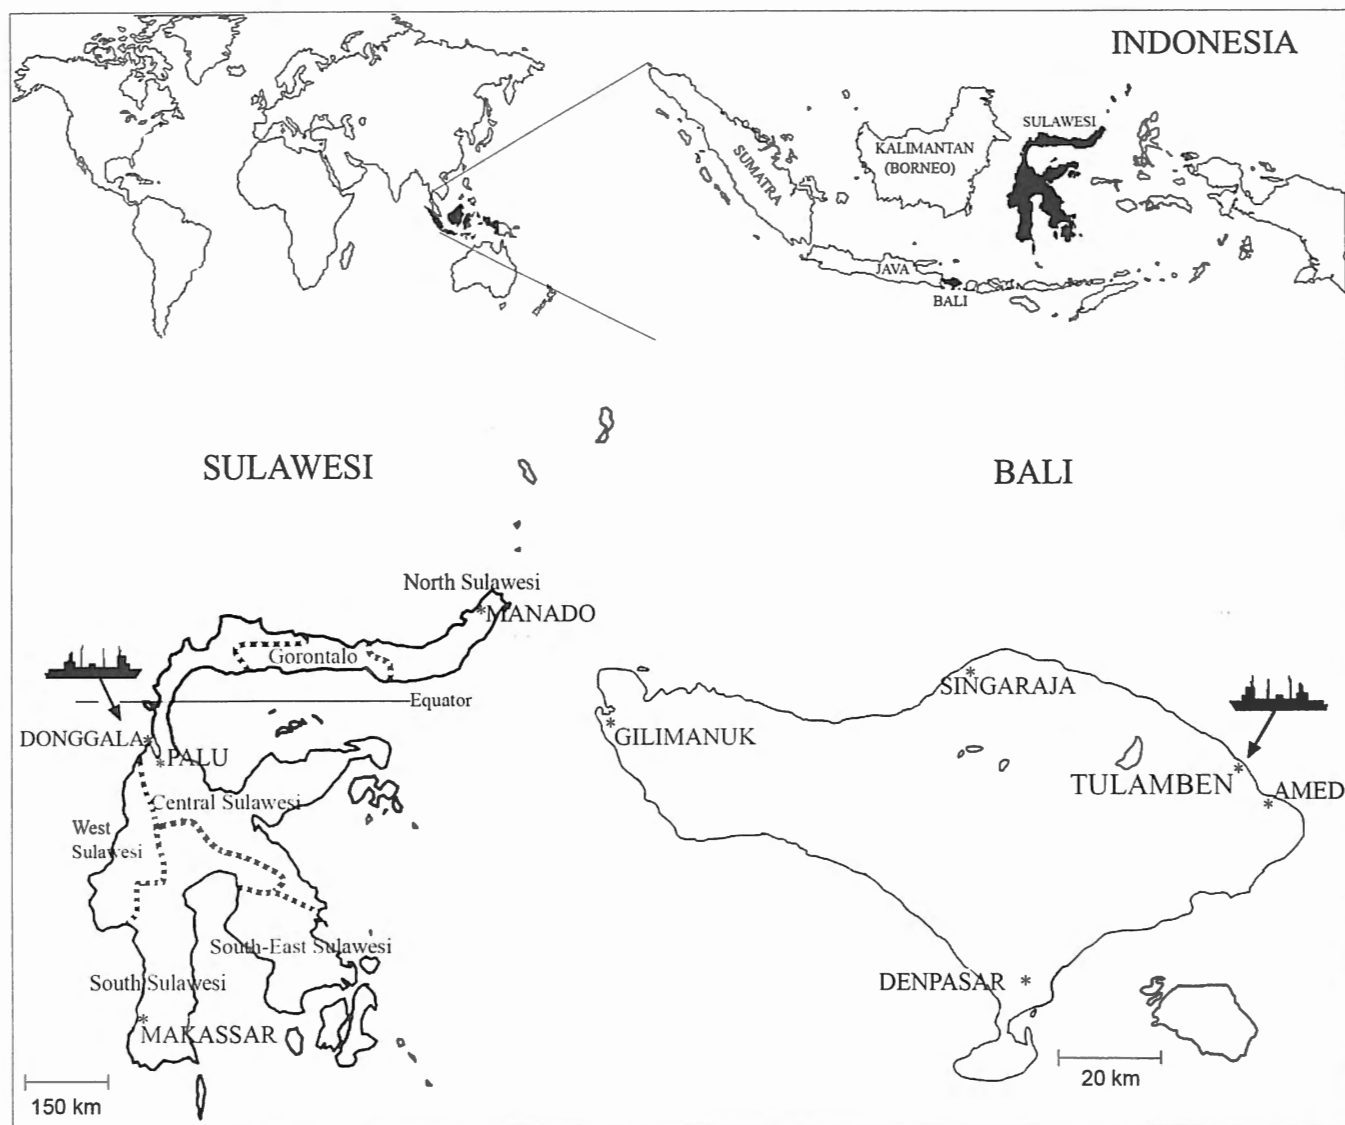 INDONESIA
SULAWESI
KALIMANTAN
(BORNEO)
SUMATRA
JAVA
BALI
SULAWESI
BALI
North Sulawesi
*MANADO
Gorontalo
Equator
DONGGALA*
*PALU
Central Sulawesi
West
Sulawesi
South-East Sulawesi
South Sulawesi
*MAKASSAR
150 km
*
SINGARAJA
*GILIMANUK
TULAMBEN *
AMED
*
DENPASAR *
20 km